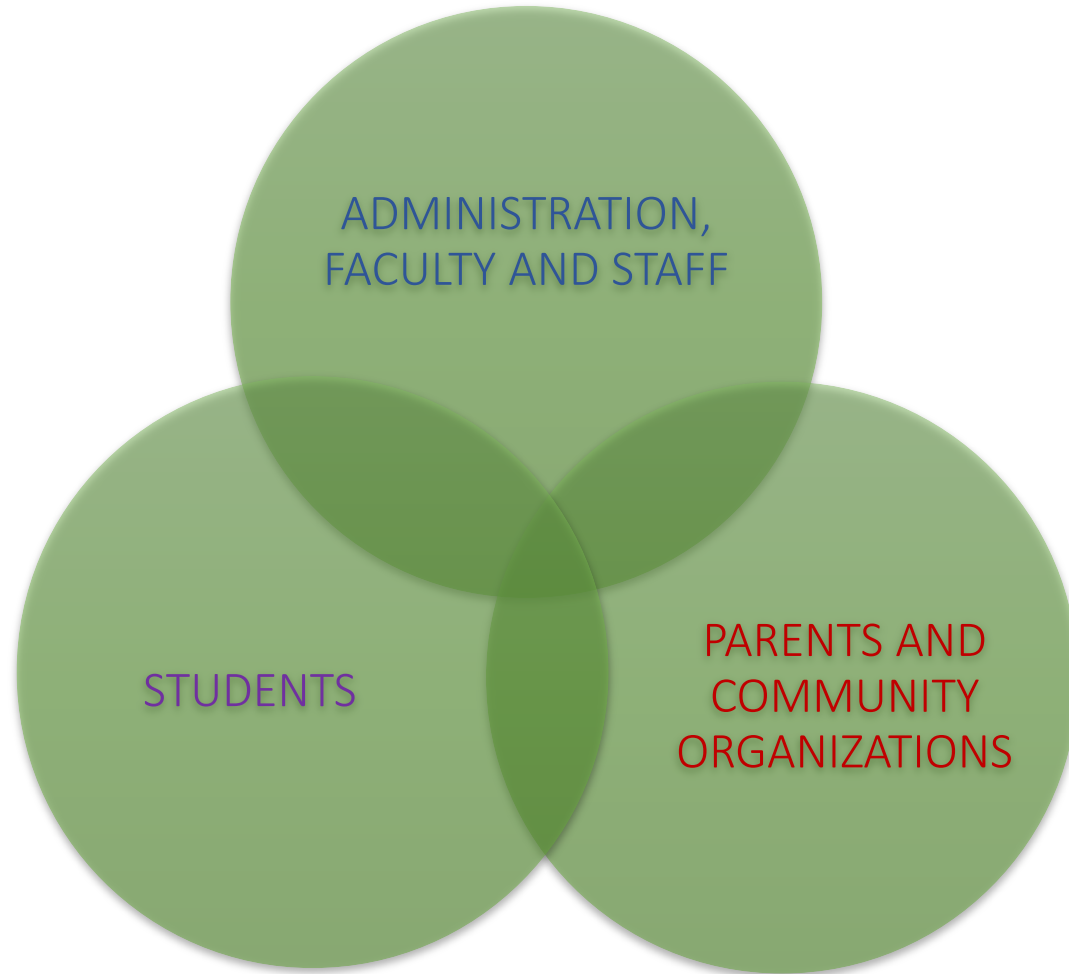 ADMINISTRATION,
FACULTY AND STAFF
STUDENTS
PARENTS AND
COMMUNITY
ORGANIZATIONS